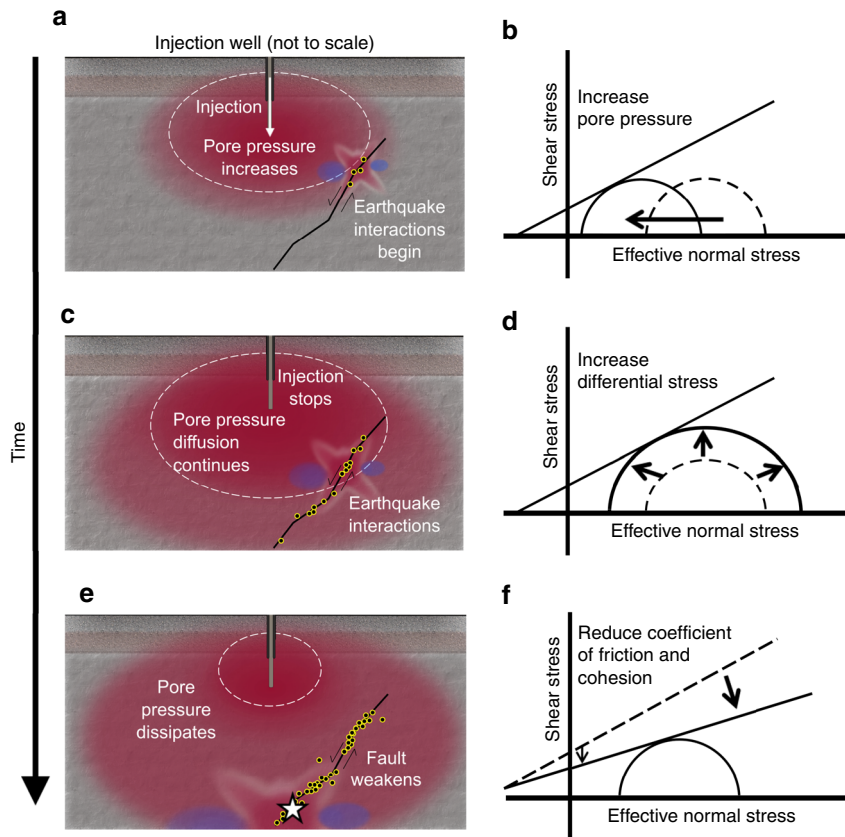 a
Injection well (not to scale)
Injection
Pore pressure
increases
Earthquake
interactions
begin
b
Shear stress
Increase
pore pressure
Effective normal stress
Time
c
Injection
stops
Pore pressure
diffusion
continues
Earthquake
interactions
d
Shear stress
Increase
differential stress
Effective normal stress
e
Pore
pressure
dissipates
Fault
weakens
f
Shear stress
Reduce coefficient
of friction and
cohesion
Effective normal stress